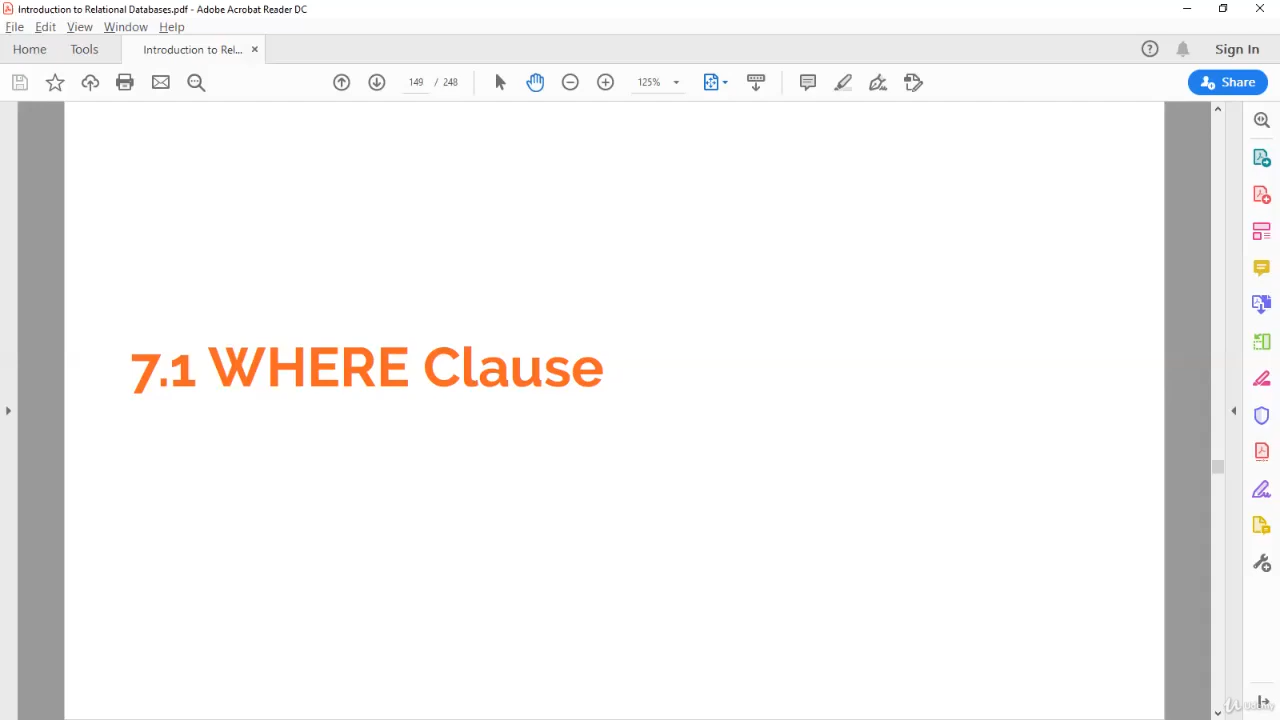 Introduction to Relational Databases.pdf - Adobe Acrobat Reader DC
File Edit View Window Help
Home Tools Introduction to Rel... × Sign In
149 / 248 125% Share
7.1 WHERE Clause
Udemy